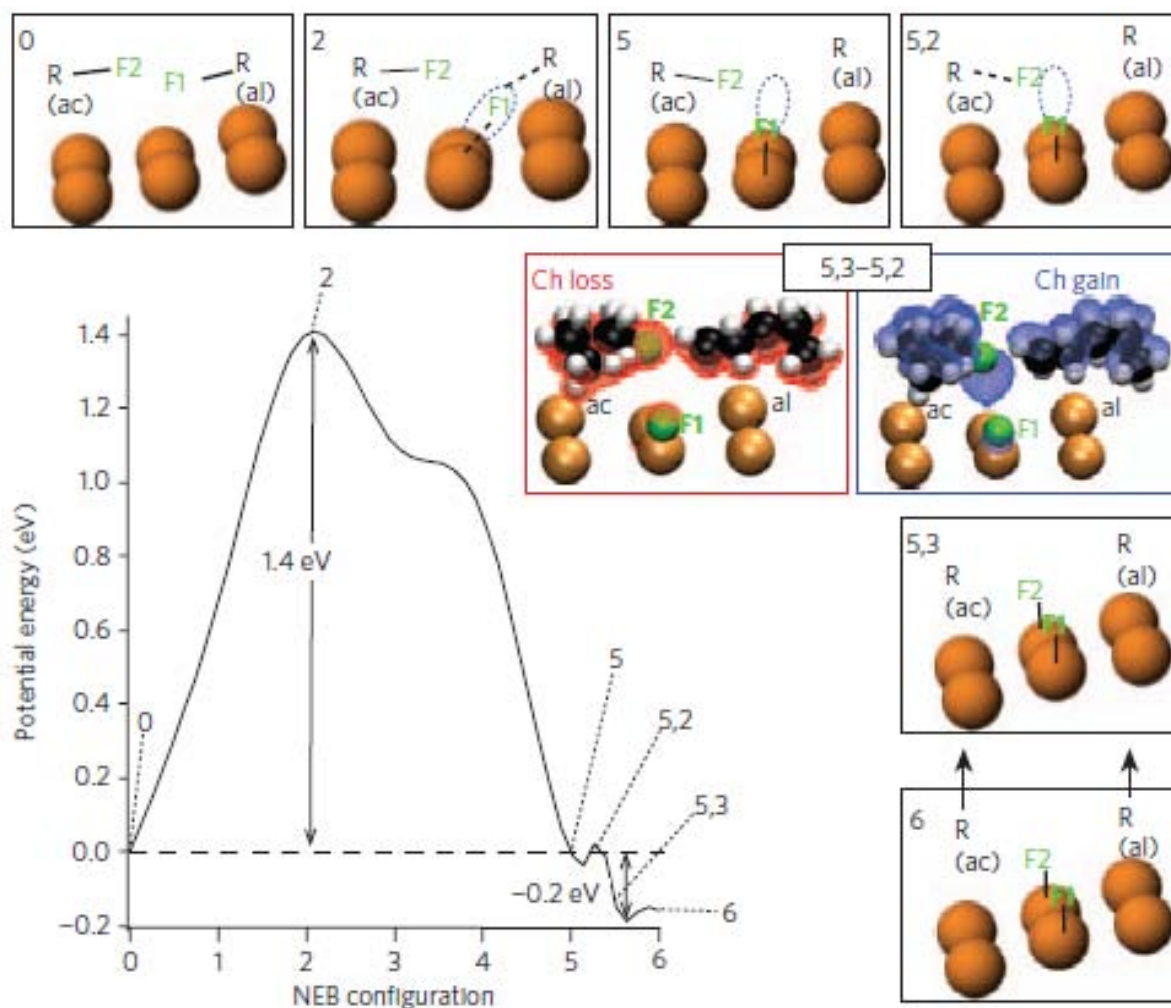 0
R
(ac)
F2
F1
R
(al)
2
R
(ac)
F2
F1
R
(al)
5
R
(ac)
F2
F1
R
(al)
5,2
R
(ac)
F2
F1
R
(al)
5,3–5,2
Ch loss
F2
ac
F1
al
Ch gain
F2
ac
F1
al
5,3
R
(ac)
F2
F1
R
(al)
6
R
(ac)
F2
F1
R
(al)
Potential energy (eV)
1.4
1.2
1.0
0.8
0.6
0.4
0.2
0.0
−0.2
0
2
1.4 eV
5
5,2
5,3
−0.2 eV
6
0 1 2 3 4 5 6
NEB configuration